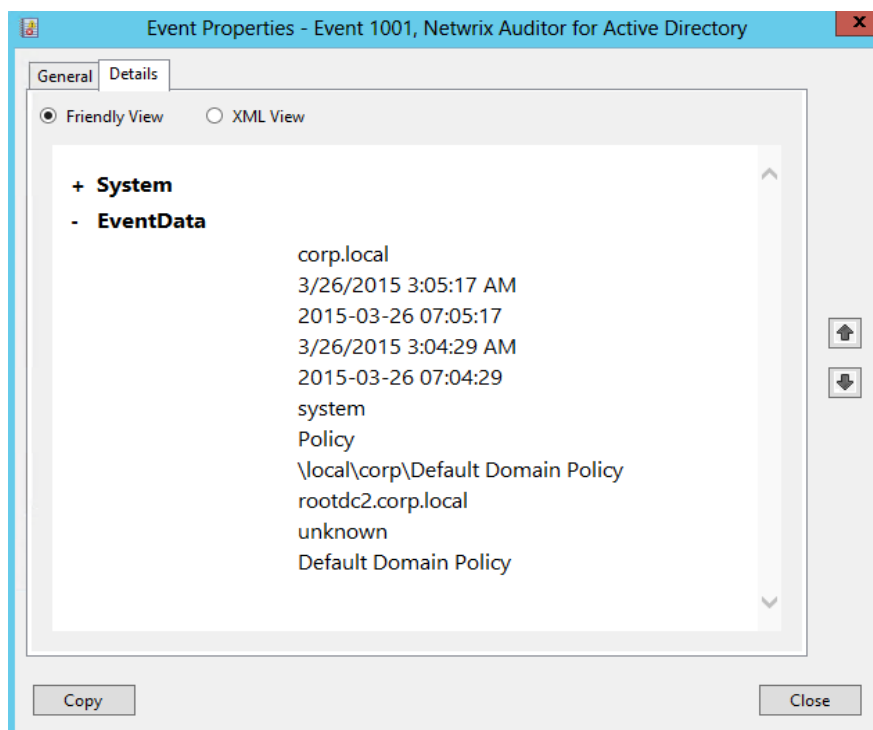 Event Properties - Event 1001, Netwrix Auditor for Active Directory
x
General Details
Friendly View XML View
+ System
- EventData
corp.local
3/26/2015 3:05:17 AM
2015-03-26 07:05:17
3/26/2015 3:04:29 AM
2015-03-26 07:04:29
system
Policy
\local\corp\Default Domain Policy
rootdc2.corp.local
unknown
Default Domain Policy
Copy Close